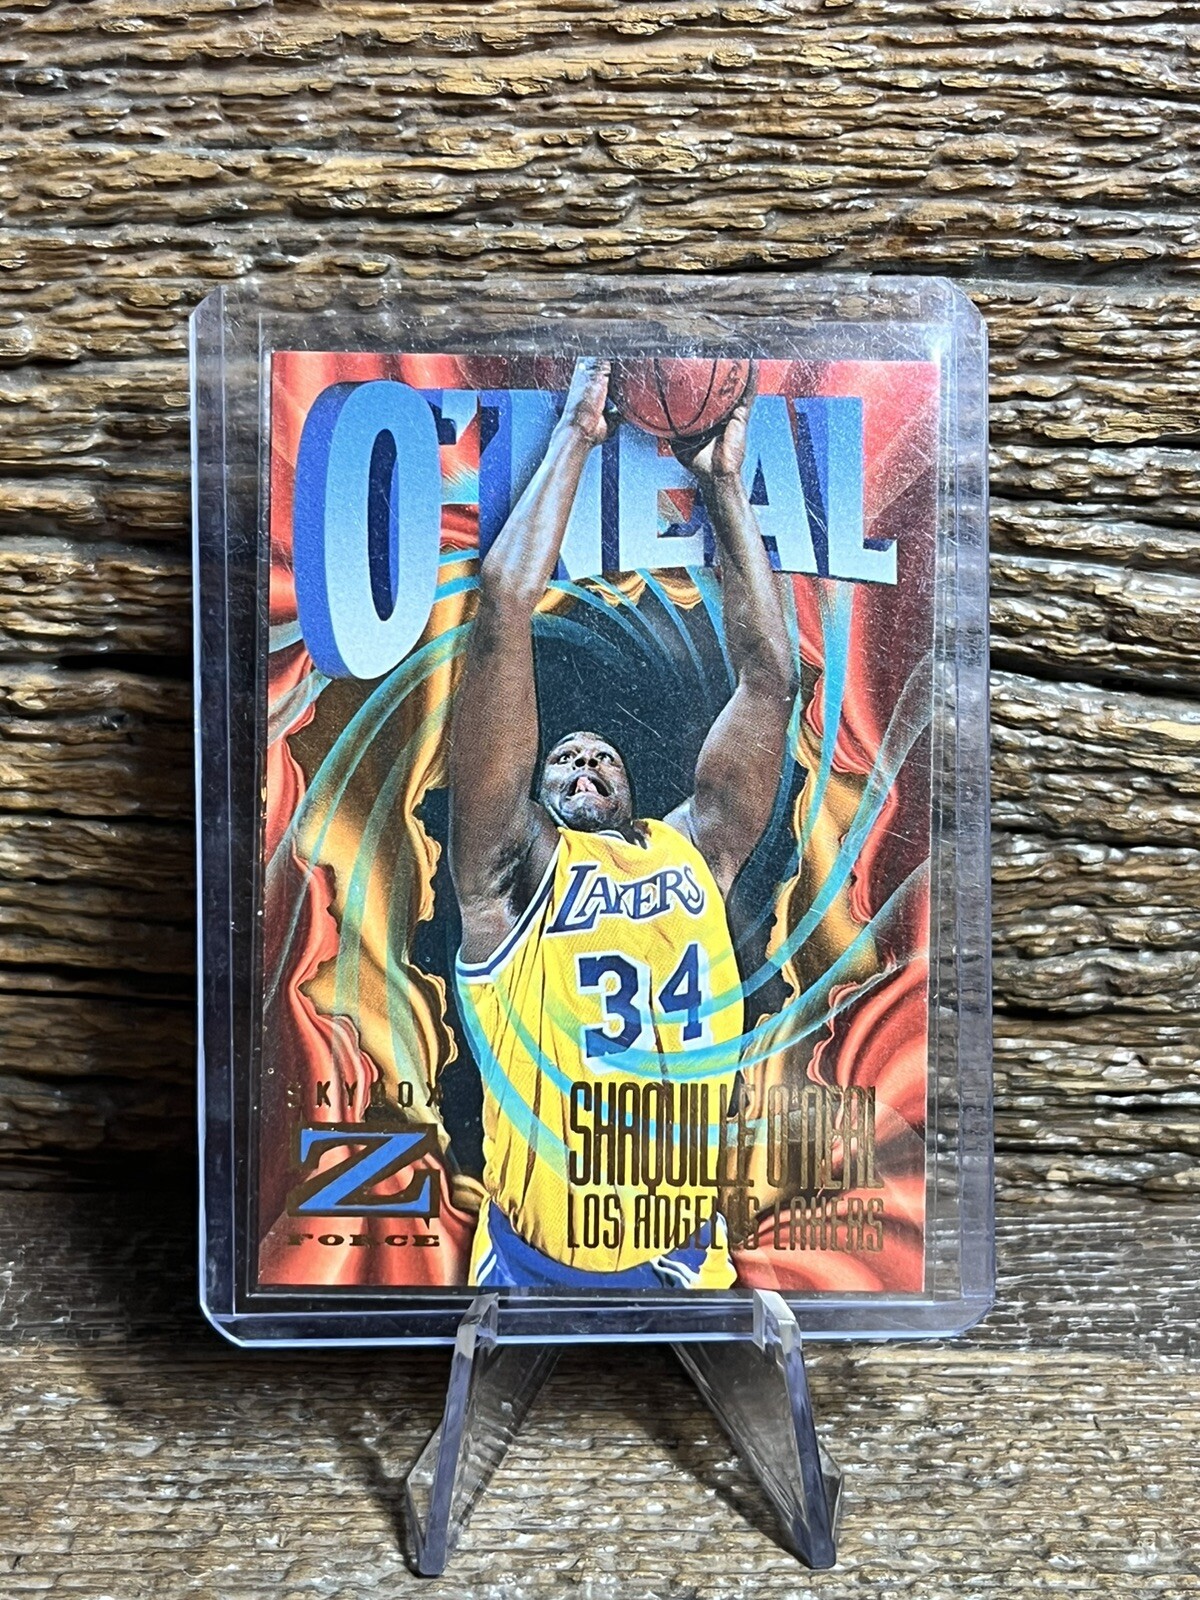 O'NEAL
LAKERS
34
SKYBOX
Z
FORCE
SHAQUILLE O'NEAL
LOS ANGELES LAKERS